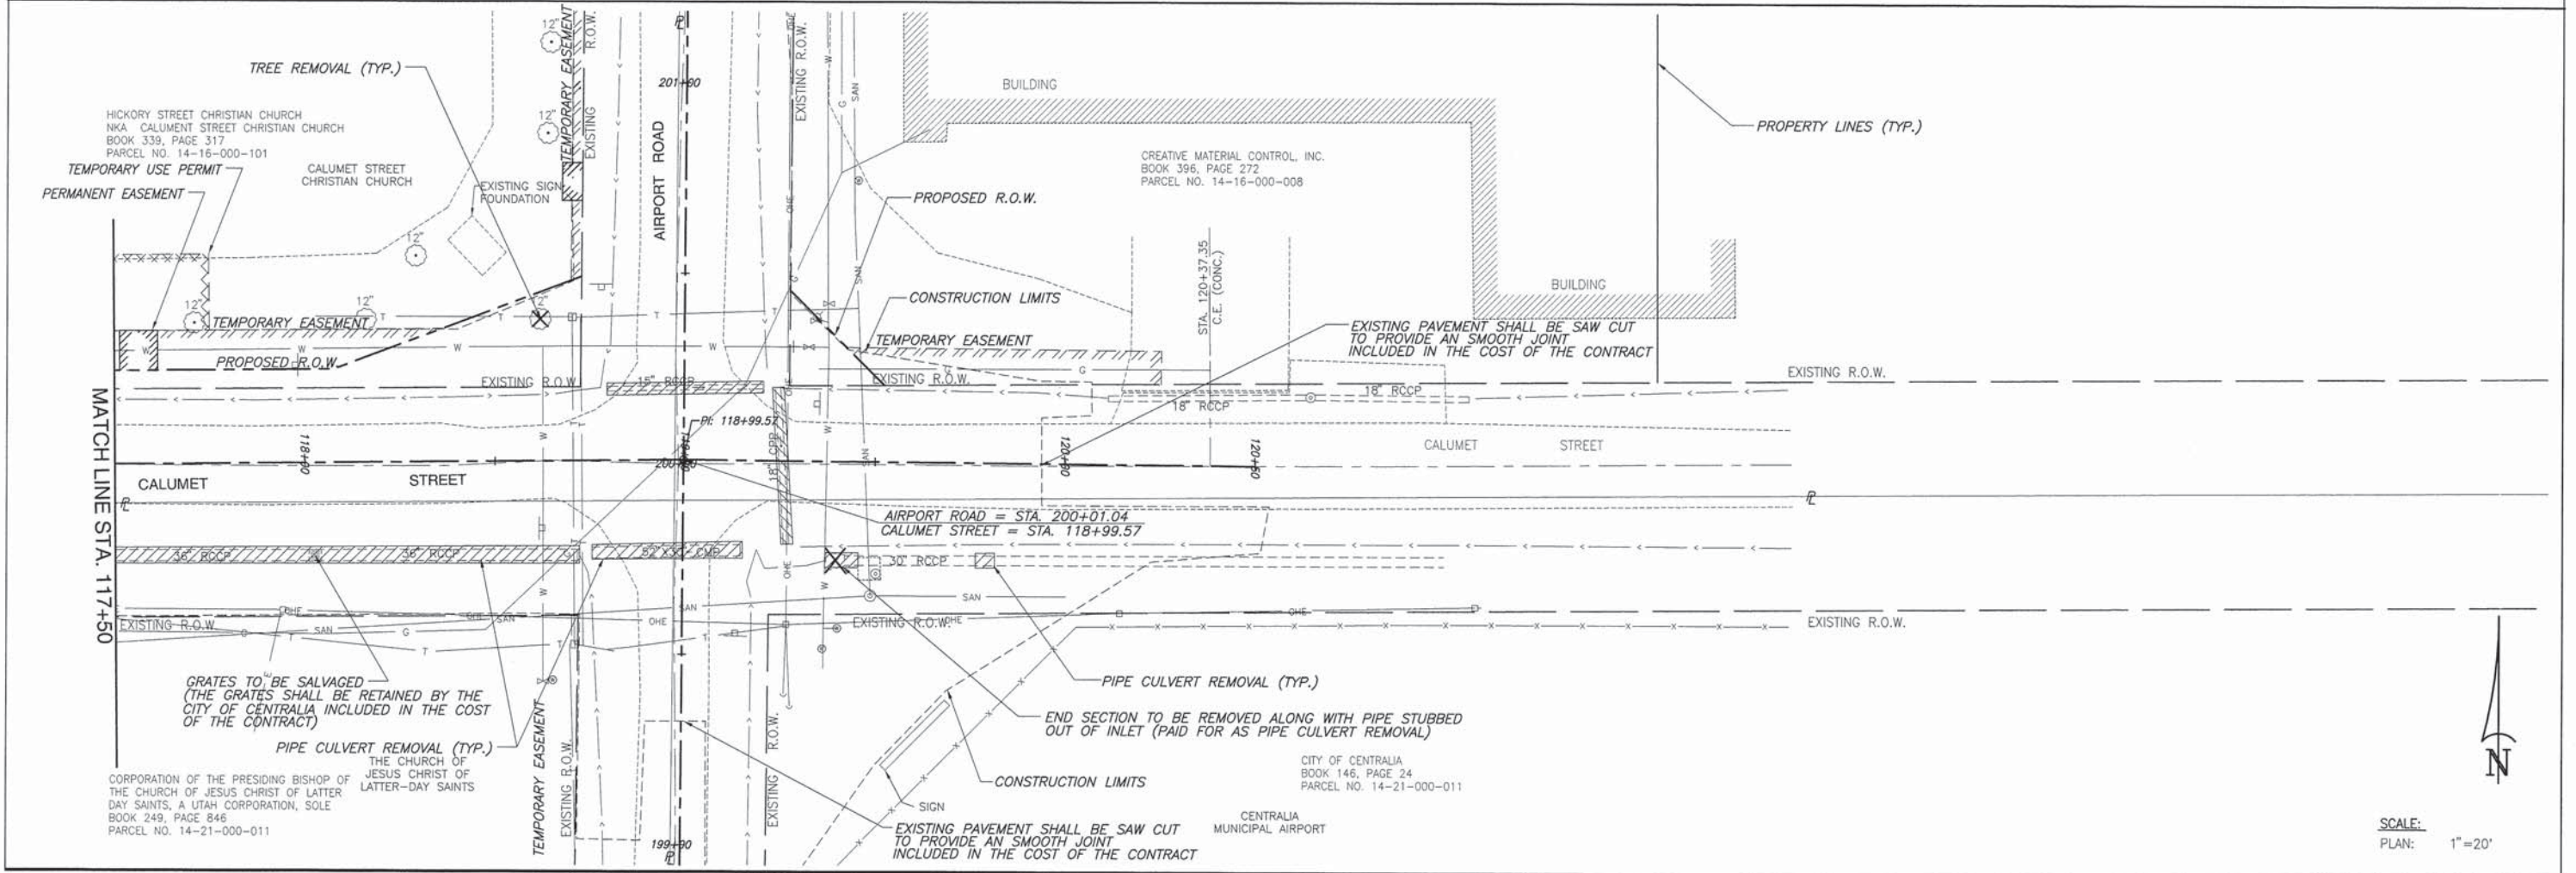 TREE REMOVAL (TYP.)
HICKORY STREET CHRISTIAN CHURCH
NKA CALUMENT STREET CHRISTIAN CHURCH
BOOK 339, PAGE 317
PARCEL NO. 14-16-000-101
TEMPORARY USE PERMIT
PERMANENT EASEMENT
CALUMET STREET
CHRISTIAN CHURCH
EXISTING SIGN
FOUNDATION
12"
12"
12"
12"
12"
TEMPORARY EASEMENT
EXISTING R.O.W.
AIRPORT ROAD
201+00
EXISTING R.O.W.
BUILDING
PROPERTY LINES (TYP.)
CREATIVE MATERIAL CONTROL, INC.
BOOK 396, PAGE 272
PARCEL NO. 14-16-000-008
PROPOSED R.O.W.
CONSTRUCTION LIMITS
TEMPORARY EASEMENT
STA. 120+37.35
C.E. (CONC.)
BUILDING
EXISTING PAVEMENT SHALL BE SAW CUT
TO PROVIDE AN SMOOTH JOINT
INCLUDED IN THE COST OF THE CONTRACT
TEMPORARY EASEMENT
PROPOSED R.O.W.
EXISTING R.O.W.
15" RCCP
EXISTING R.O.W.
18" RCCP
18" RCCP
EXISTING R.O.W.
MATCH LINE STA. 117+50
118+00
PI: 118+99.57
18" CPP
200+00
120+00
120+50
CALUMET STREET
CALUMET STREET
AIRPORT ROAD = STA. 200+01.04
CALUMET STREET = STA. 118+99.57
36" RCCP
36" RCCP
30" RCCP
EXISTING R.O.W.
EXISTING R.O.W.
EXISTING R.O.W.
GRATES TO BE SALVAGED
(THE GRATES SHALL BE RETAINED BY THE
CITY OF CENTRALIA INCLUDED IN THE COST
OF THE CONTRACT)
PIPE CULVERT REMOVAL (TYP.)
THE CHURCH OF
JESUS CHRIST OF
LATTER-DAY SAINTS
CORPORATION OF THE PRESIDING BISHOP OF
THE CHURCH OF JESUS CHRIST OF LATTER
DAY SAINTS, A UTAH CORPORATION, SOLE
BOOK 249, PAGE 846
PARCEL NO. 14-21-000-011
TEMPORARY EASEMENT
EXISTING R.O.W.
EXISTING R.O.W.
199+00
PIPE CULVERT REMOVAL (TYP.)
END SECTION TO BE REMOVED ALONG WITH PIPE STUBBED
OUT OF INLET (PAID FOR AS PIPE CULVERT REMOVAL)
CONSTRUCTION LIMITS
SIGN
EXISTING PAVEMENT SHALL BE SAW CUT
TO PROVIDE AN SMOOTH JOINT
INCLUDED IN THE COST OF THE CONTRACT
CITY OF CENTRALIA
BOOK 146, PAGE 24
PARCEL NO. 14-21-000-011
CENTRALIA
MUNICIPAL AIRPORT
N
SCALE:
PLAN: 1"=20'